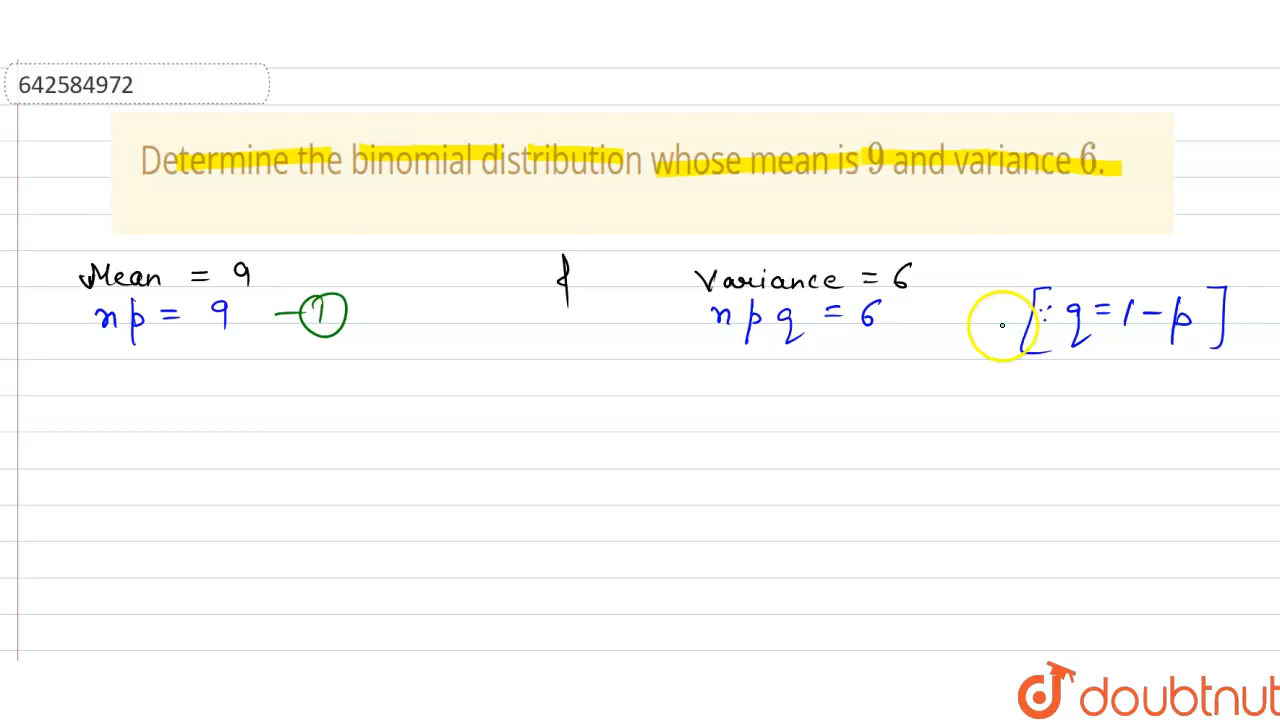 642584972
Determine the binomial distribution whose mean is 9 and variance 6.
Mean = 9 & Variance = 6
np = 9 — ① npq = 6 [∵ q = 1 - p]
doubtnut